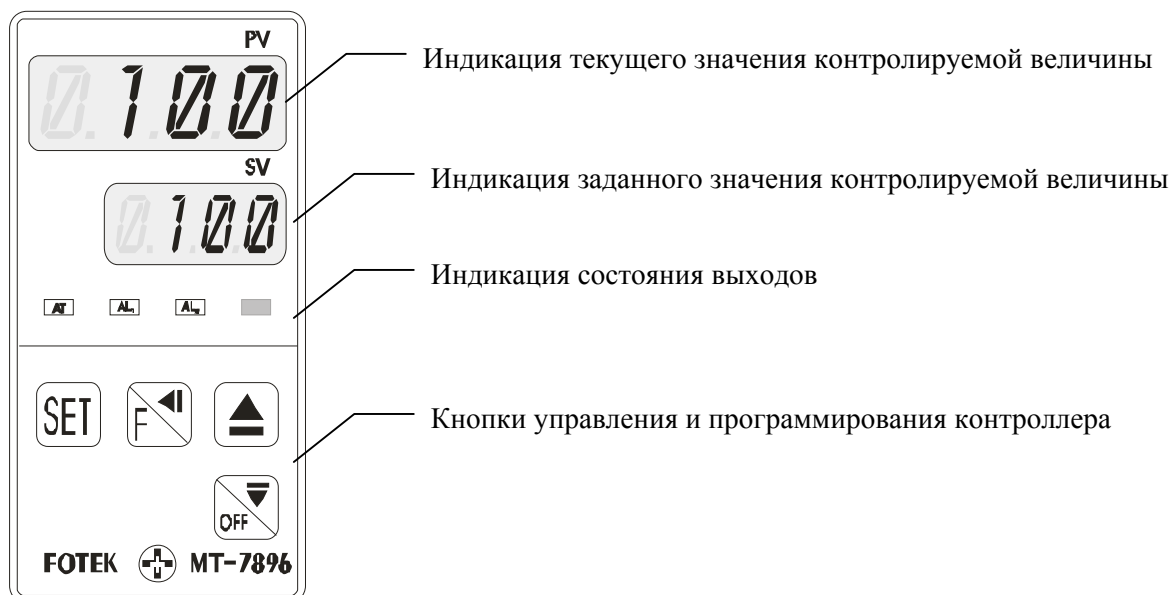 PV
0.100
Индикация текущего значения контролируемой величины
SV
0.100
Индикация заданного значения контролируемой величины
Индикация состояния выходов
AT AL1 AL2
SET F
Кнопки управления и программирования контроллера
OFF
FOTEK MT-7896